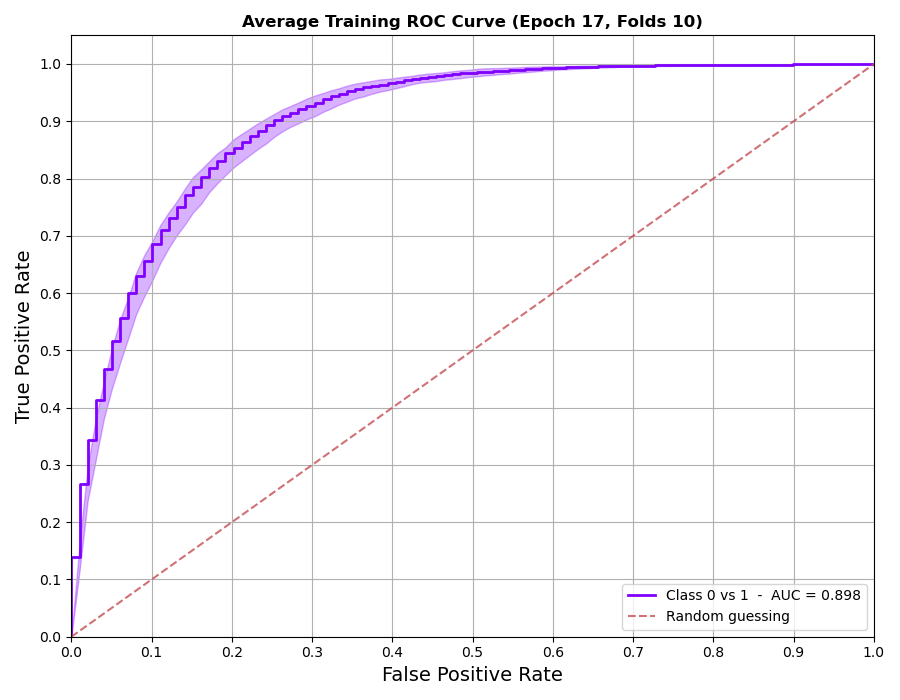 Average Training ROC Curve (Epoch 17, Folds 10)
True Positive Rate
1.0
0.9
0.8
0.7
0.6
0.5
0.4
0.3
0.2
0.1
0.0
Class 0 vs 1 - AUC = 0.898
Random guessing
0.0 0.1 0.2 0.3 0.4 0.5 0.6 0.7 0.8 0.9 1.0
False Positive Rate